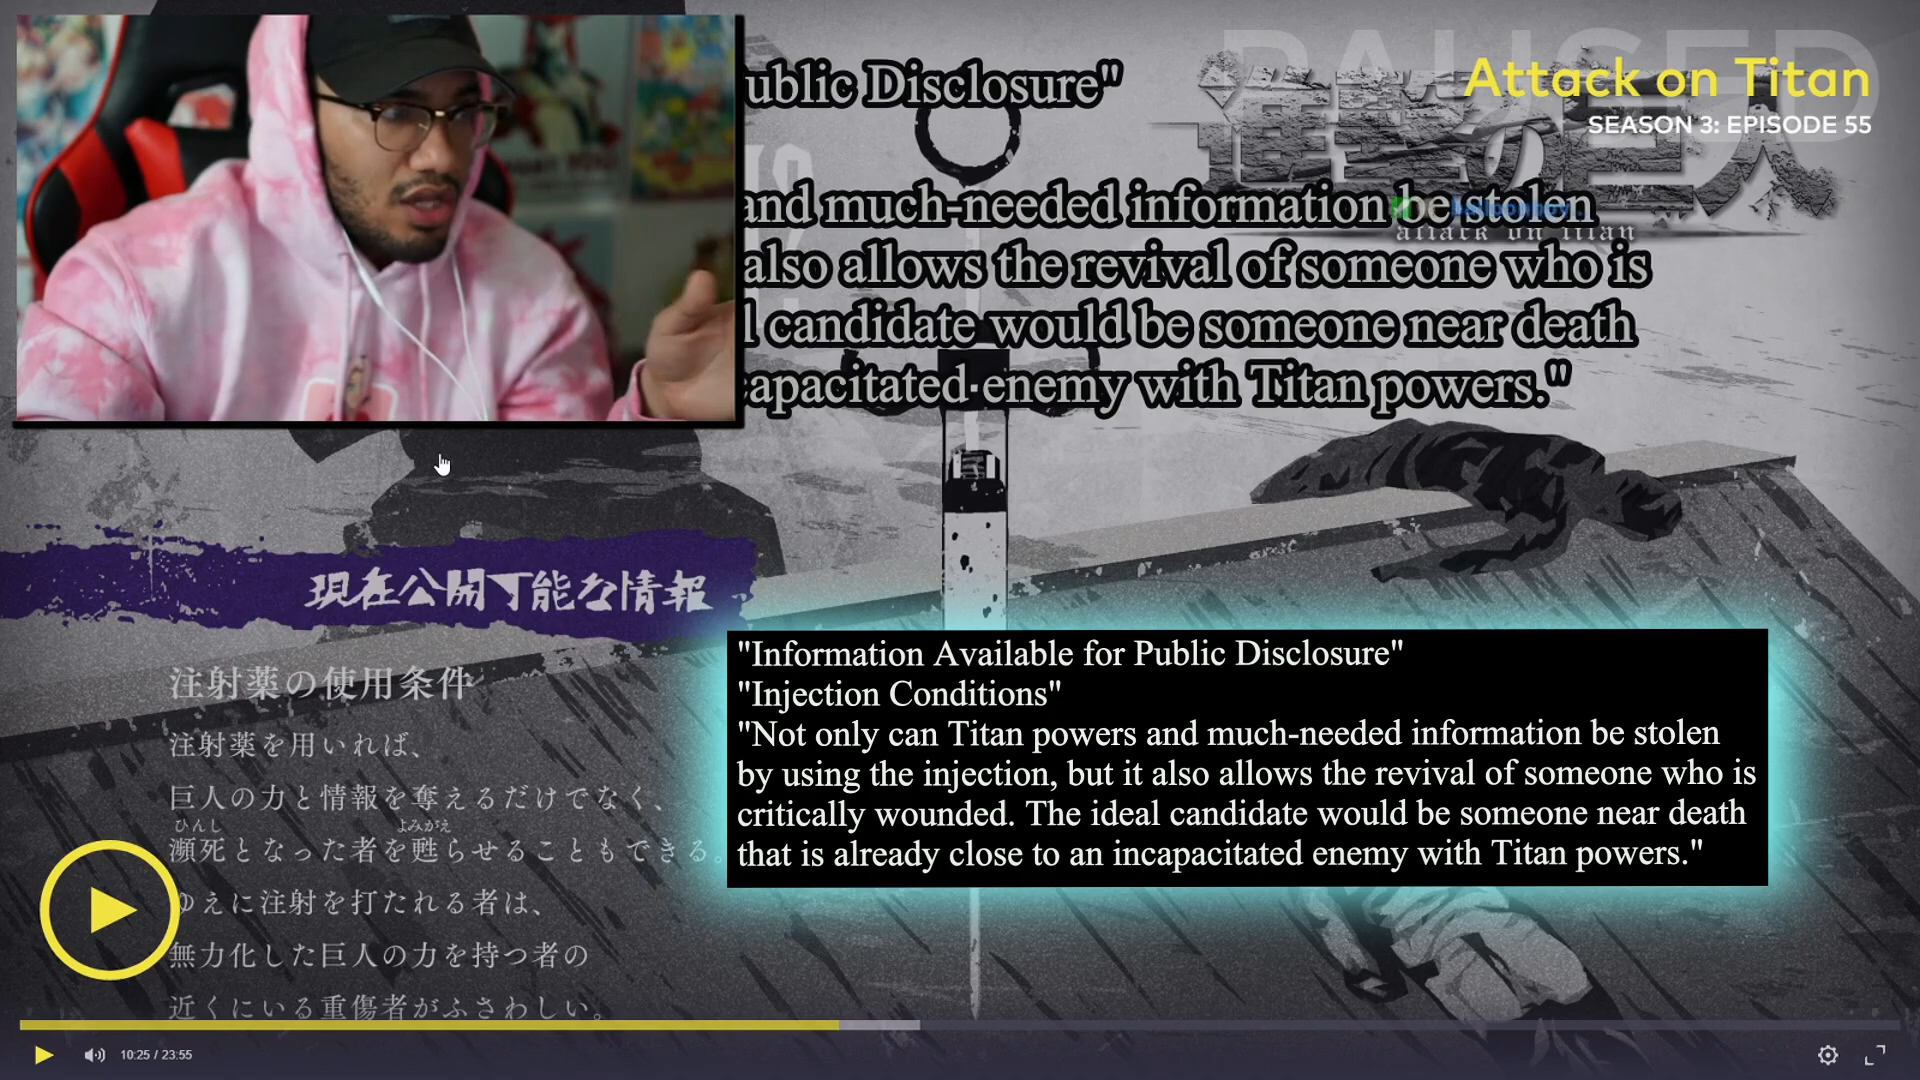 PAUSED
Attack on Titan
SEASON 3: EPISODE 55
進撃の巨人
attack on titan
ublic Disclosure"
and much-needed information be stolen
also allows the revival of someone who is
l candidate would be someone near death
capacitated enemy with Titan powers."
現在公開可能な情報
注射薬の使用条件
注射薬を用いれば、
巨人の力と情報を奪えるだけでなく、
ひんし よみがえ
瀕死となった者を甦らせることもできる。
ゆえに注射を打たれる者は、
無力化した巨人の力を持つ者の
近くにいる重傷者がふさわしい。
"Information Available for Public Disclosure"
"Injection Conditions"
"Not only can Titan powers and much-needed information be stolen
by using the injection, but it also allows the revival of someone who is
critically wounded. The ideal candidate would be someone near death
that is already close to an incapacitated enemy with Titan powers."
10:25 / 23:55